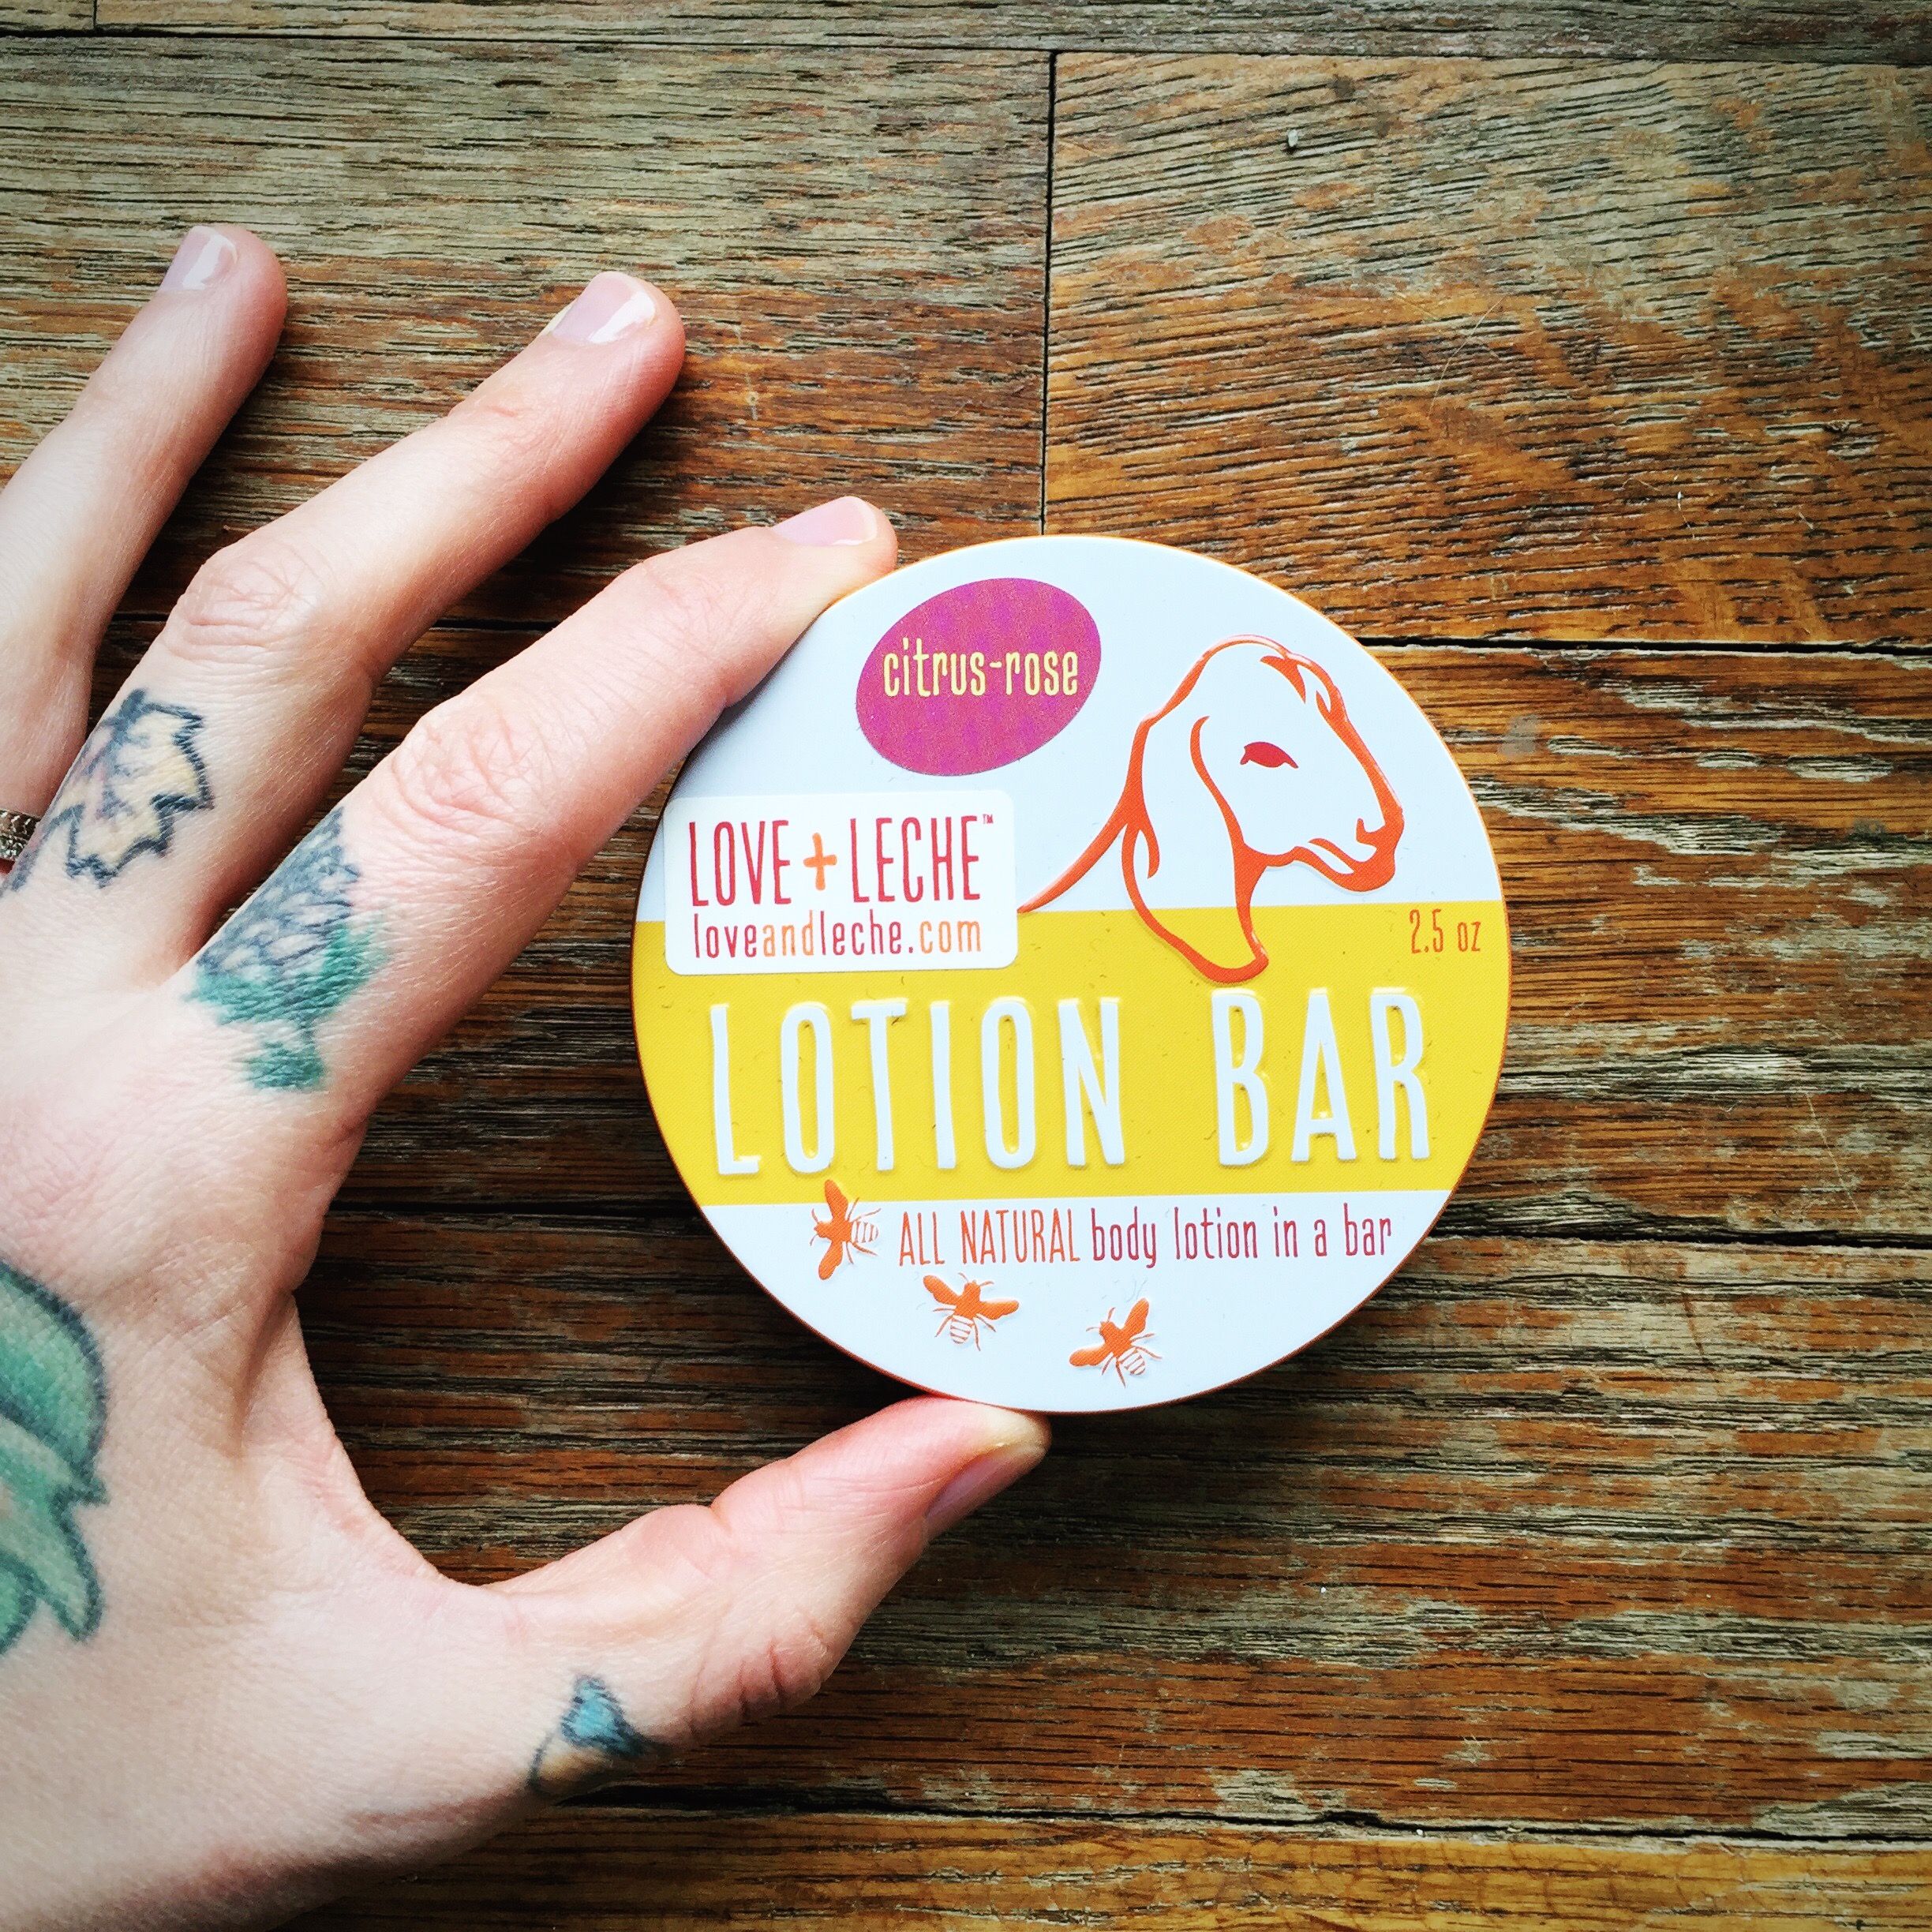 citrus-rose
LOVE + LECHE™
loveandleche.com
2.5 oz
LOTION BAR
ALL NATURAL body lotion in a bar